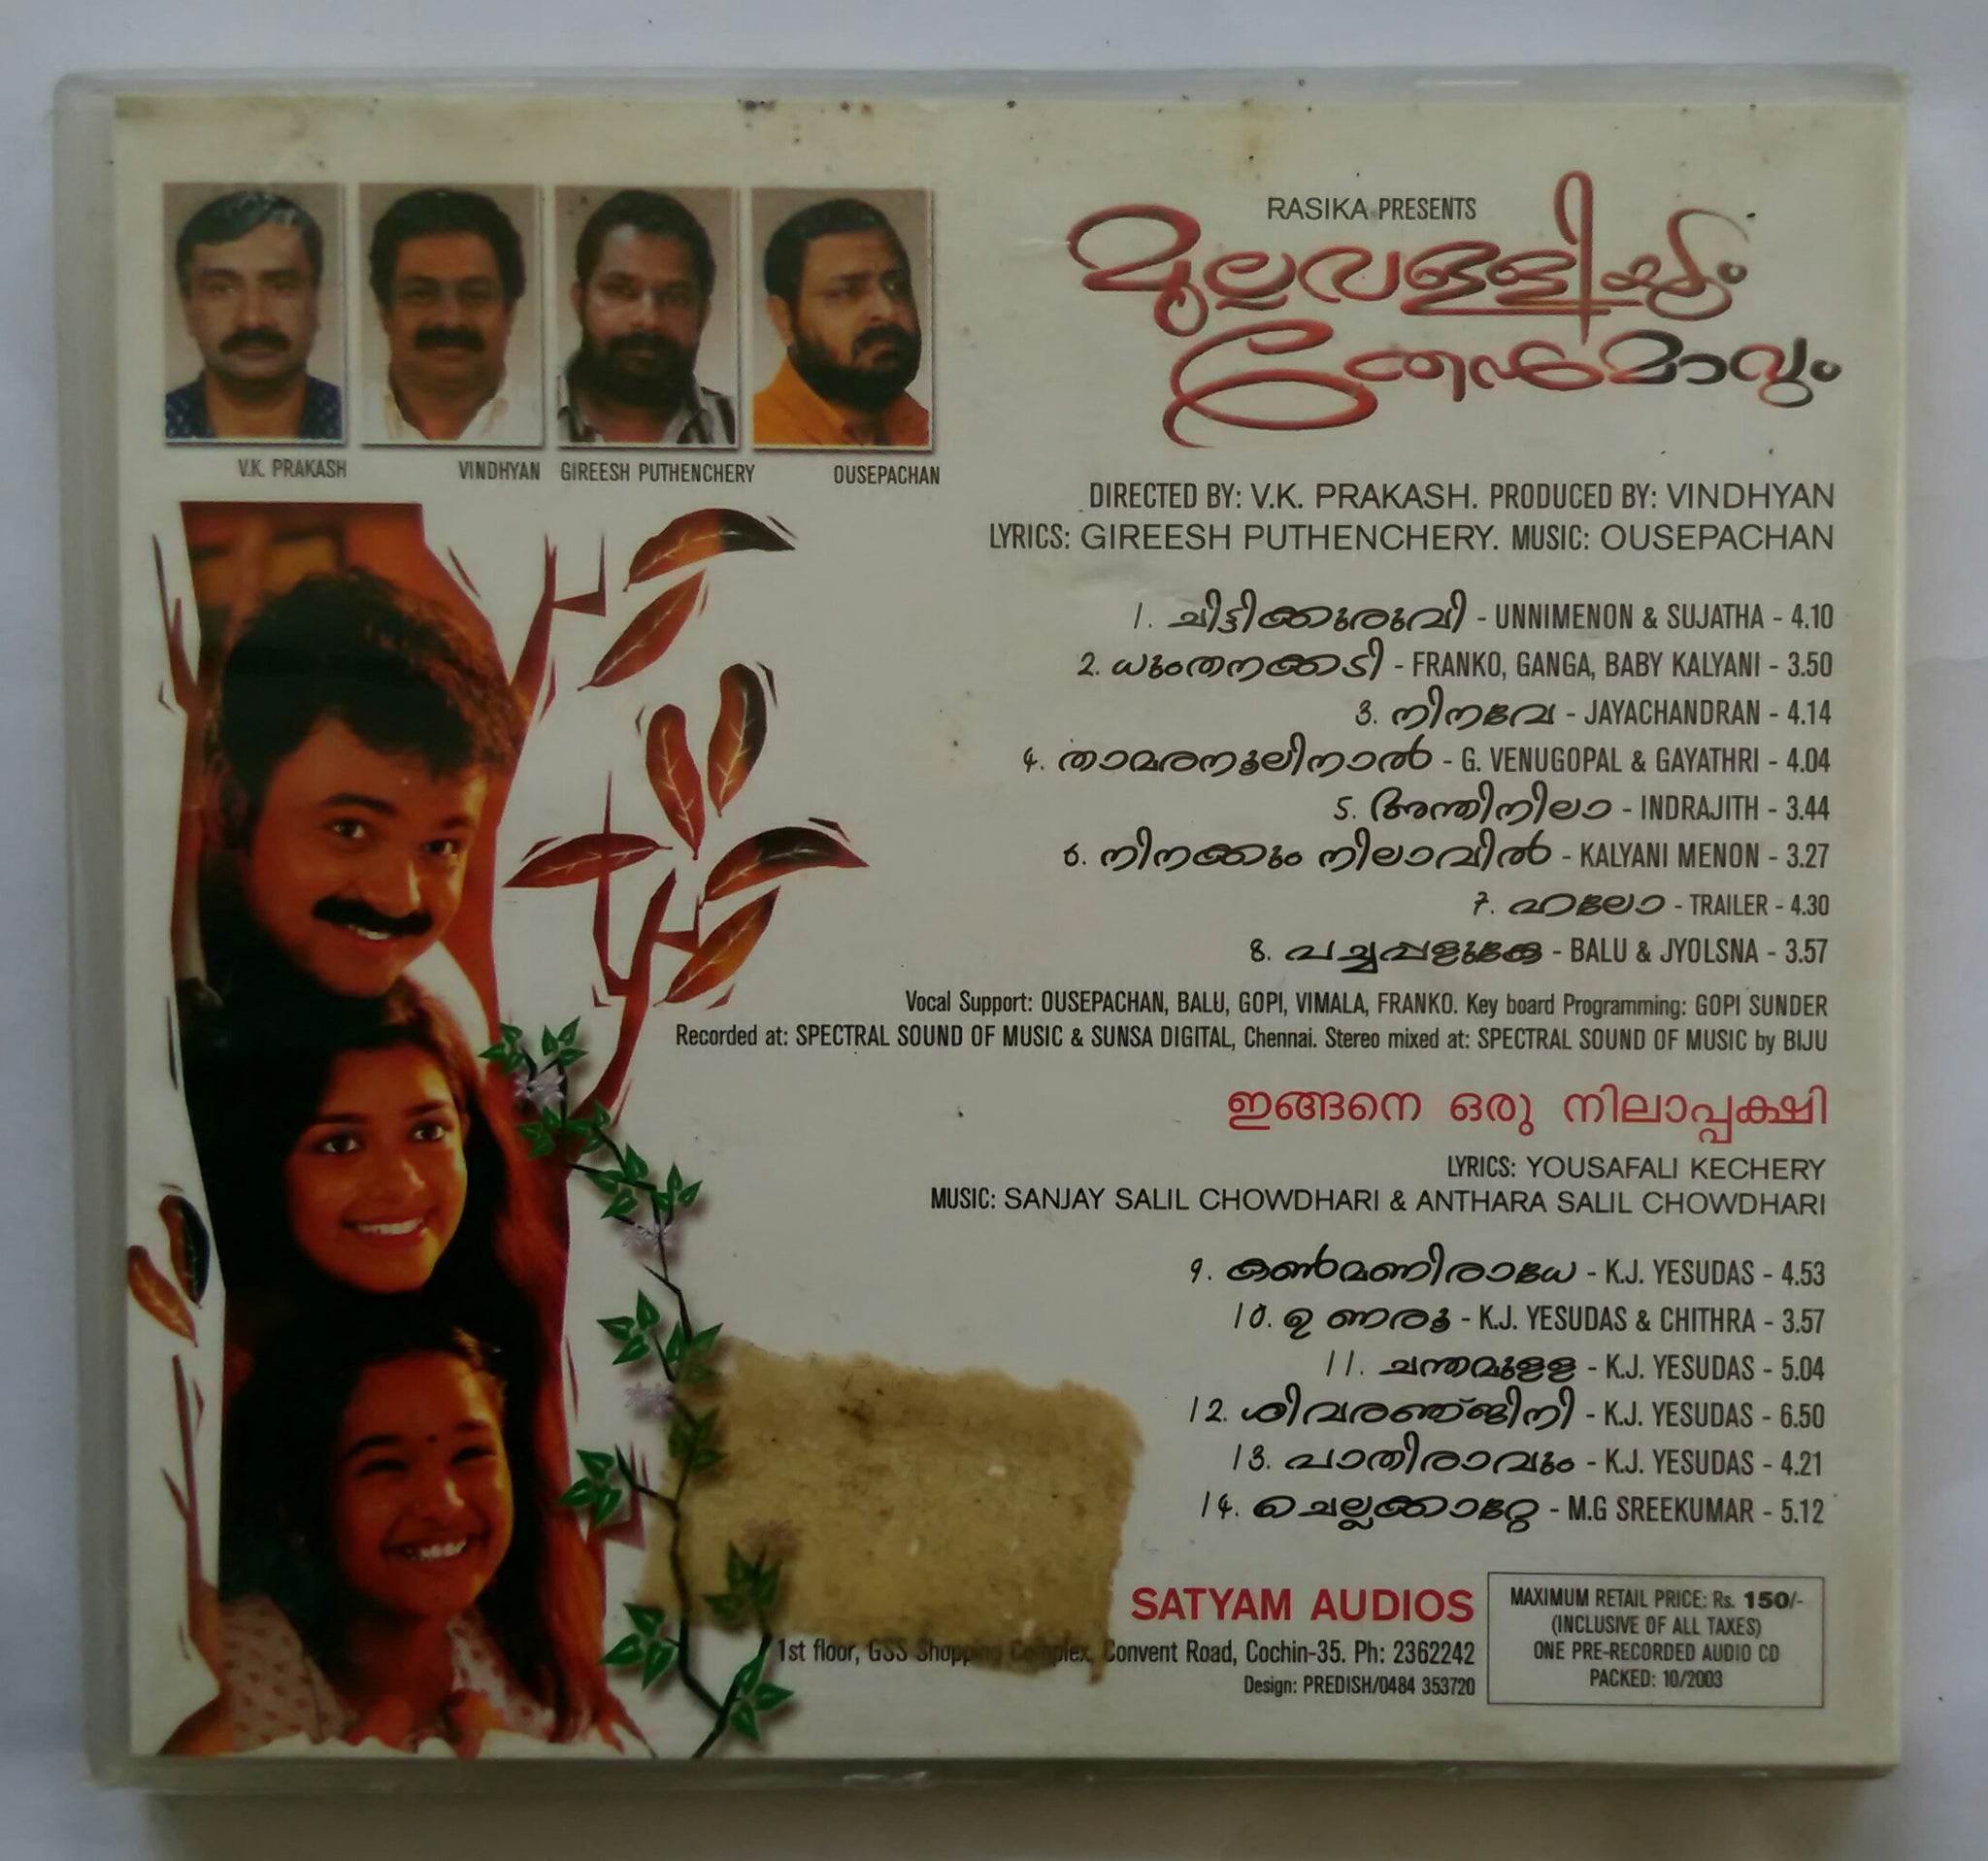 RASIKA PRESENTS
മുല്ലവള്ളിയും
തേന്മാവും
V.K. PRAKASH
VINDHYAN
GIREESH PUTHENCHERY
OUSEPACHAN
DIRECTED BY: V.K. PRAKASH. PRODUCED BY: VINDHYAN
LYRICS: GIREESH PUTHENCHERY. MUSIC: OUSEPACHAN
1. ചിട്ടിക്കുരുവി - UNNIMENON & SUJATHA - 4.10
2. ധുംതനക്കടി - FRANKO, GANGA, BABY KALYANI - 3.50
3. നിനവേ - JAYACHANDRAN - 4.14
4. താമരനൂലിനാൽ - G. VENUGOPAL & GAYATHRI - 4.04
5. അന്തിനിലാ - INDRAJITH - 3.44
6. നിനക്കും നിലാവിൽ - KALYANI MENON - 3.27
7. ഹലോ - TRAILER - 4.30
8. പച്ചപ്പളുങ്കേ - BALU & JYOLSNA - 3.57
Vocal Support: OUSEPACHAN, BALU, GOPI, VIMALA, FRANKO. Key board Programming: GOPI SUNDER
Recorded at: SPECTRAL SOUND OF MUSIC & SUNSA DIGITAL, Chennai. Stereo mixed at: SPECTRAL SOUND OF MUSIC by BIJU
ഇങ്ങനെ ഒരു നിലാപ്പക്ഷി
LYRICS: YOUSAFALI KECHERY
MUSIC: SANJAY SALIL CHOWDHARI & ANTHARA SALIL CHOWDHARI
9. കൺമണിരാധേ - K.J. YESUDAS - 4.53
10. ഉ ണരൂ - K.J. YESUDAS & CHITHRA - 3.57
11. ചന്തമുളള - K.J. YESUDAS - 5.04
12. ശിവരഞ്ജിനി - K.J. YESUDAS - 6.50
13. പാതിരാവും - K.J. YESUDAS - 4.21
14. ചെല്ലക്കാറ്റേ - M.G SREEKUMAR - 5.12
SATYAM AUDIOS
1st floor, GSS Shopping Complex, Convent Road, Cochin-35. Ph: 2362242
Design: PREDISH/0484 353720
MAXIMUM RETAIL PRICE: Rs. 150/-
(INCLUSIVE OF ALL TAXES)
ONE PRE-RECORDED AUDIO CD
PACKED: 10/2003